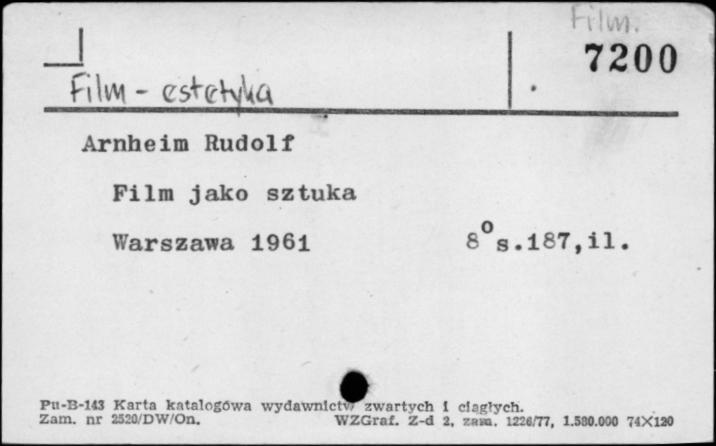 Film.
7200
Film - estetyka
Arnheim Rudolf
Film jako sztuka
Warszawa 1961 8° s.187,il.
Pu-B-143 Karta katalogowa wydawnictw zwartych i ciągłych.
Zam. nr 2520/DW/On. WZGraf. Z-d 2, zam. 1226/77, 1.580.000 74X120